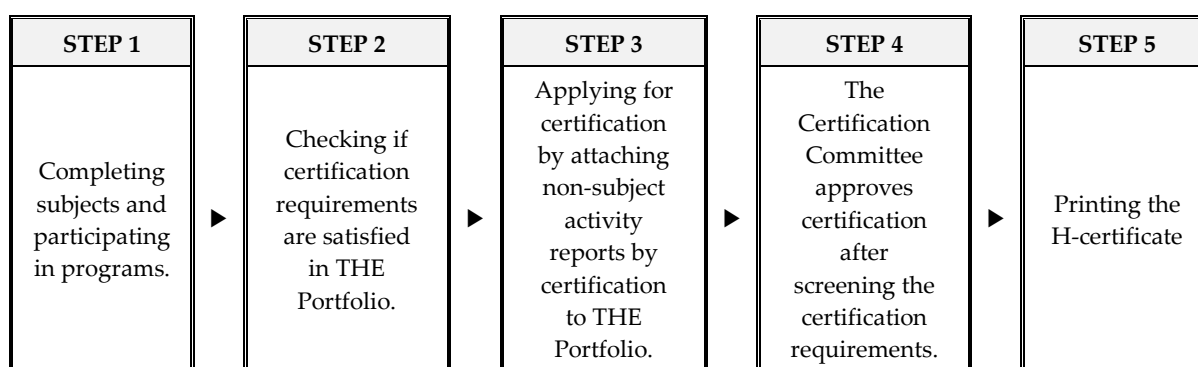 STEP 1
Completing
subjects and
participating
in programs.
STEP 2
Checking if
certification
requirements
are satisfied
in THE
Portfolio.
STEP 3
Applying for
certification
by attaching
non-subject
activity
reports by
certification
to THE
Portfolio.
STEP 4
The
Certification
Committee
approves
certification
after
screening the
certification
requirements.
STEP 5
Printing the
H-certificate